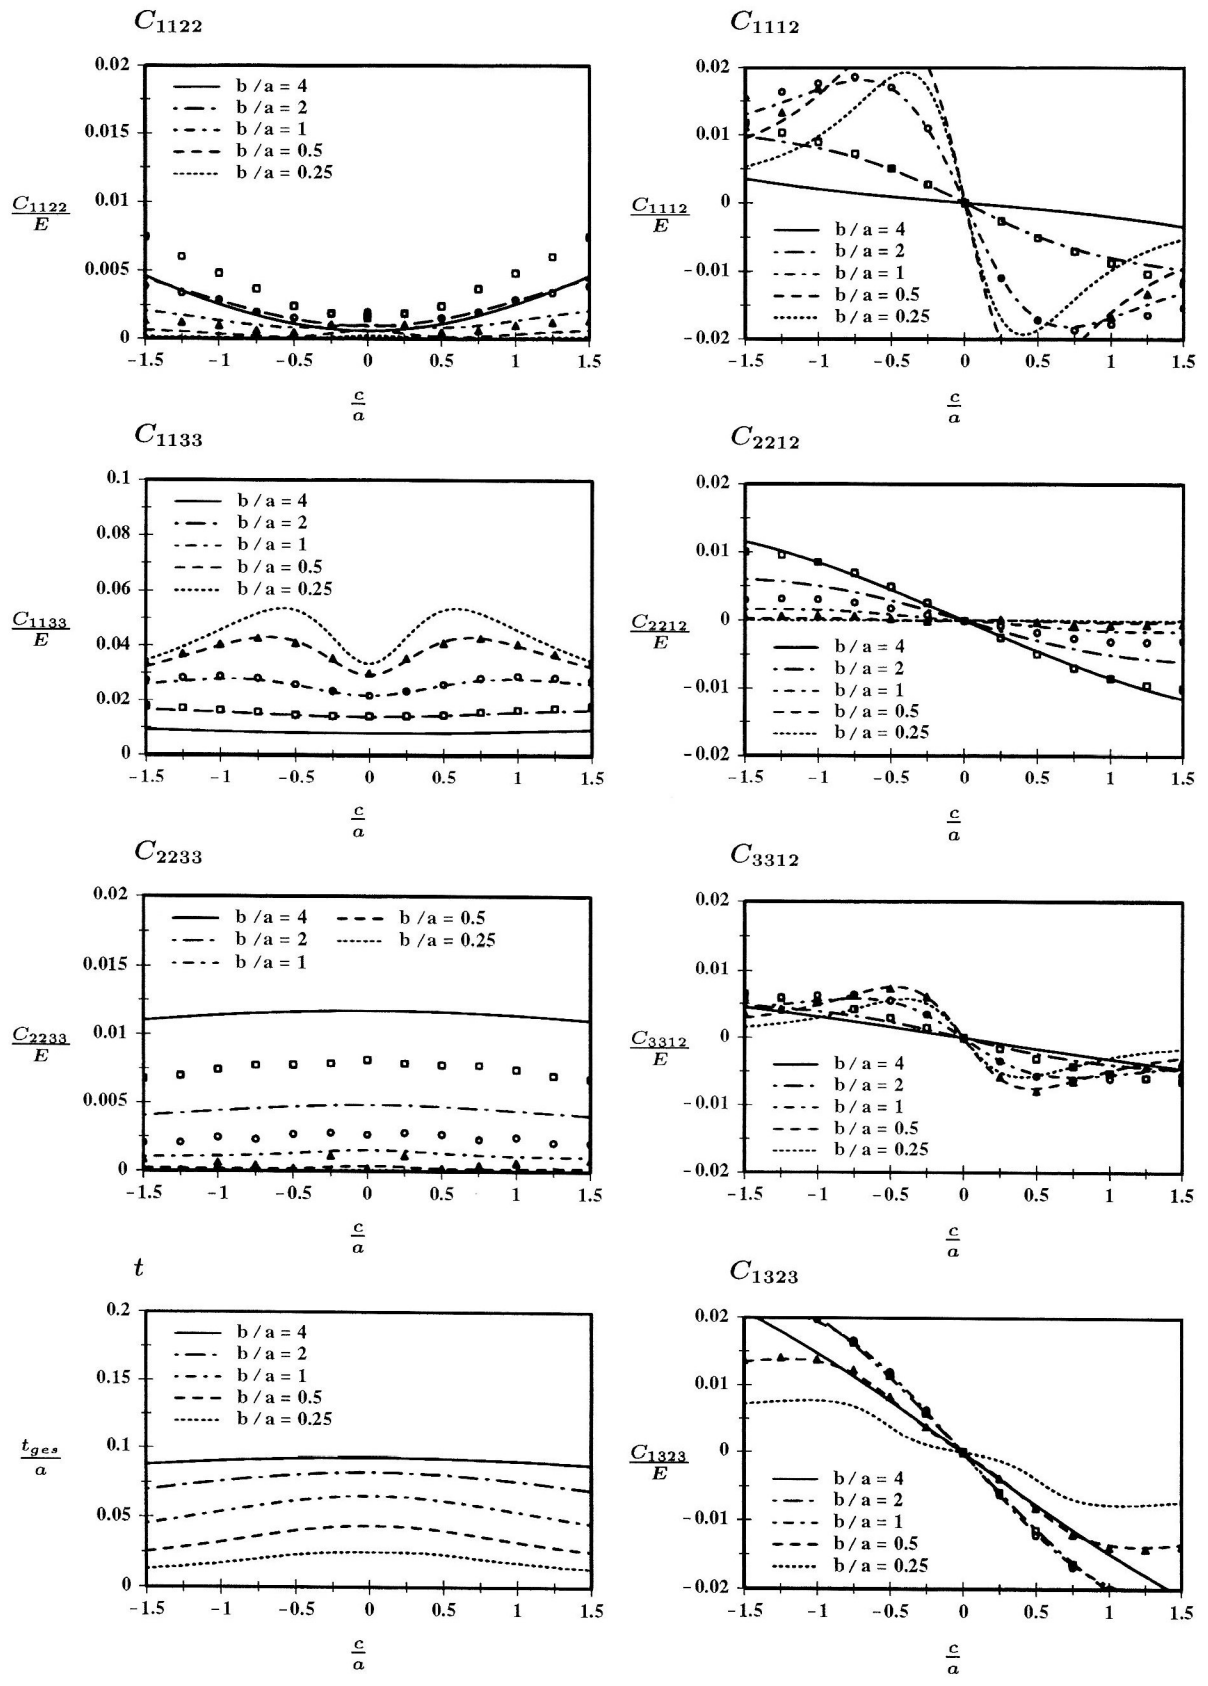 C1122
0.02
0.015
0.01
0.005
0
C1122
E
b/a = 4
b/a = 2
b/a = 1
b/a = 0.5
b/a = 0.25
-1.5 -1 -0.5 0 0.5 1 1.5
c
a
C1112
0.02
0.01
0
-0.01
-0.02
C1112
E
b/a = 4
b/a = 2
b/a = 1
b/a = 0.5
b/a = 0.25
-1.5 -1 -0.5 0 0.5 1 1.5
c
a
C1133
0.1
0.08
0.06
0.04
0.02
0
C1133
E
b/a = 4
b/a = 2
b/a = 1
b/a = 0.5
b/a = 0.25
-1.5 -1 -0.5 0 0.5 1 1.5
c
a
C2212
0.02
0.01
0
-0.01
-0.02
C2212
E
b/a = 4
b/a = 2
b/a = 1
b/a = 0.5
b/a = 0.25
-1.5 -1 -0.5 0 0.5 1 1.5
c
a
C2233
0.02
0.015
0.01
0.005
0
C2233
E
b/a = 4 b/a = 0.5
b/a = 2 b/a = 0.25
b/a = 1
-1.5 -1 -0.5 0 0.5 1 1.5
c
a
C3312
0.02
0.01
0
-0.01
-0.02
C3312
E
b/a = 4
b/a = 2
b/a = 1
b/a = 0.5
b/a = 0.25
-1.5 -1 -0.5 0 0.5 1 1.5
c
a
t
0.2
0.15
0.1
0.05
0
tges
a
b/a = 4
b/a = 2
b/a = 1
b/a = 0.5
b/a = 0.25
-1.5 -1 -0.5 0 0.5 1 1.5
c
a
C1323
0.02
0.01
0
-0.01
-0.02
C1323
E
b/a = 4
b/a = 2
b/a = 1
b/a = 0.5
b/a = 0.25
-1.5 -1 -0.5 0 0.5 1 1.5
c
a